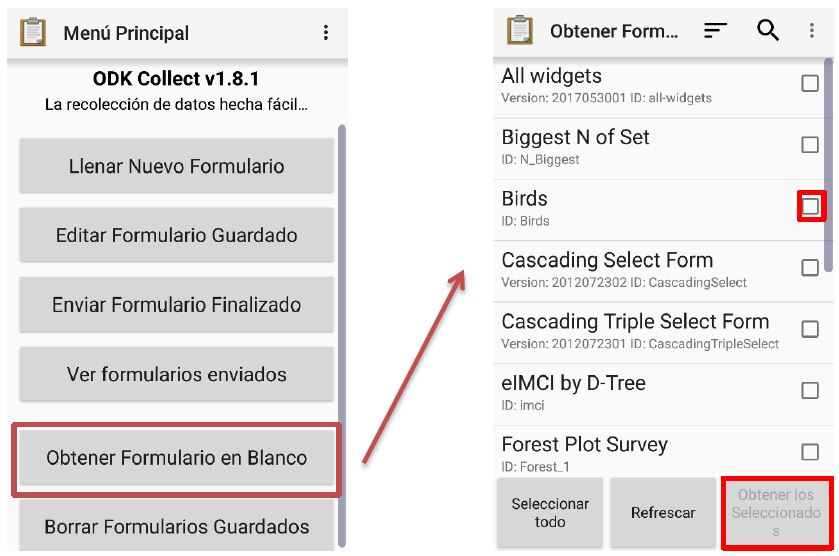 Menú Principal
ODK Collect v1.8.1
La recolección de datos hecha fácil...
Llenar Nuevo Formulario
Editar Formulario Guardado
Enviar Formulario Finalizado
Ver formularios enviados
Obtener Formulario en Blanco
Borrar Formularios Guardados
Obtener Form...
All widgets
Version: 2017053001 ID: all-widgets
Biggest N of Set
ID: N_Biggest
Birds
ID: Birds
Cascading Select Form
Version: 2012072302 ID: CascadingSelect
Cascading Triple Select Form
Version: 2012072301 ID: CascadingTripleSelect
eIMCI by D-Tree
ID: imci
Forest Plot Survey
ID: Forest_1
Seleccionar
todo
Refrescar
Obtener los
Seleccionado
s